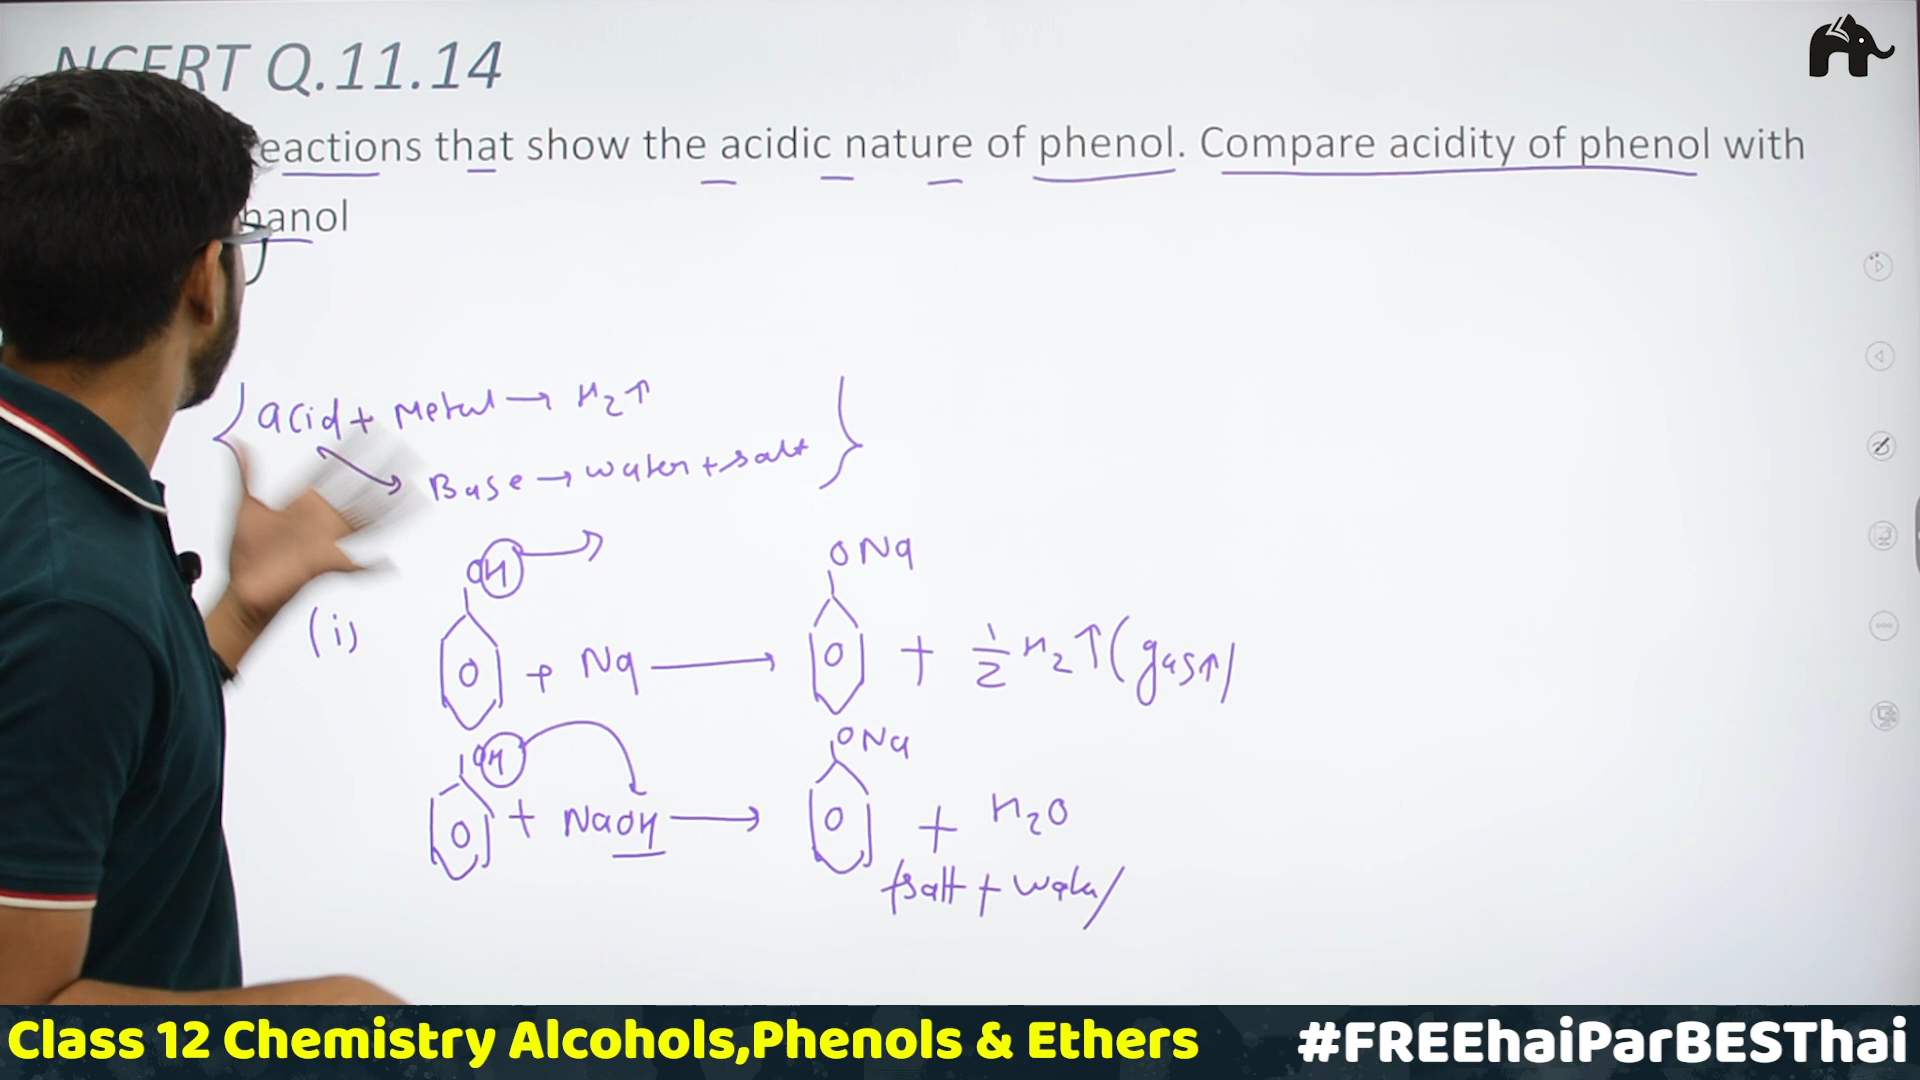 NCERT Q.11.14
eactions that show the acidic nature of phenol. Compare acidity of phenol with
hanol
acid + Metal → H2↑
Base → water + salt
OH
ONa
(i)
+ Na → + 1/2 H2↑ (gas↑)
OH
ONa
+ NaOH → + H2O
(salt + water)
Class 12 Chemistry Alcohols,Phenols & Ethers
#FREEhaiParBESThai